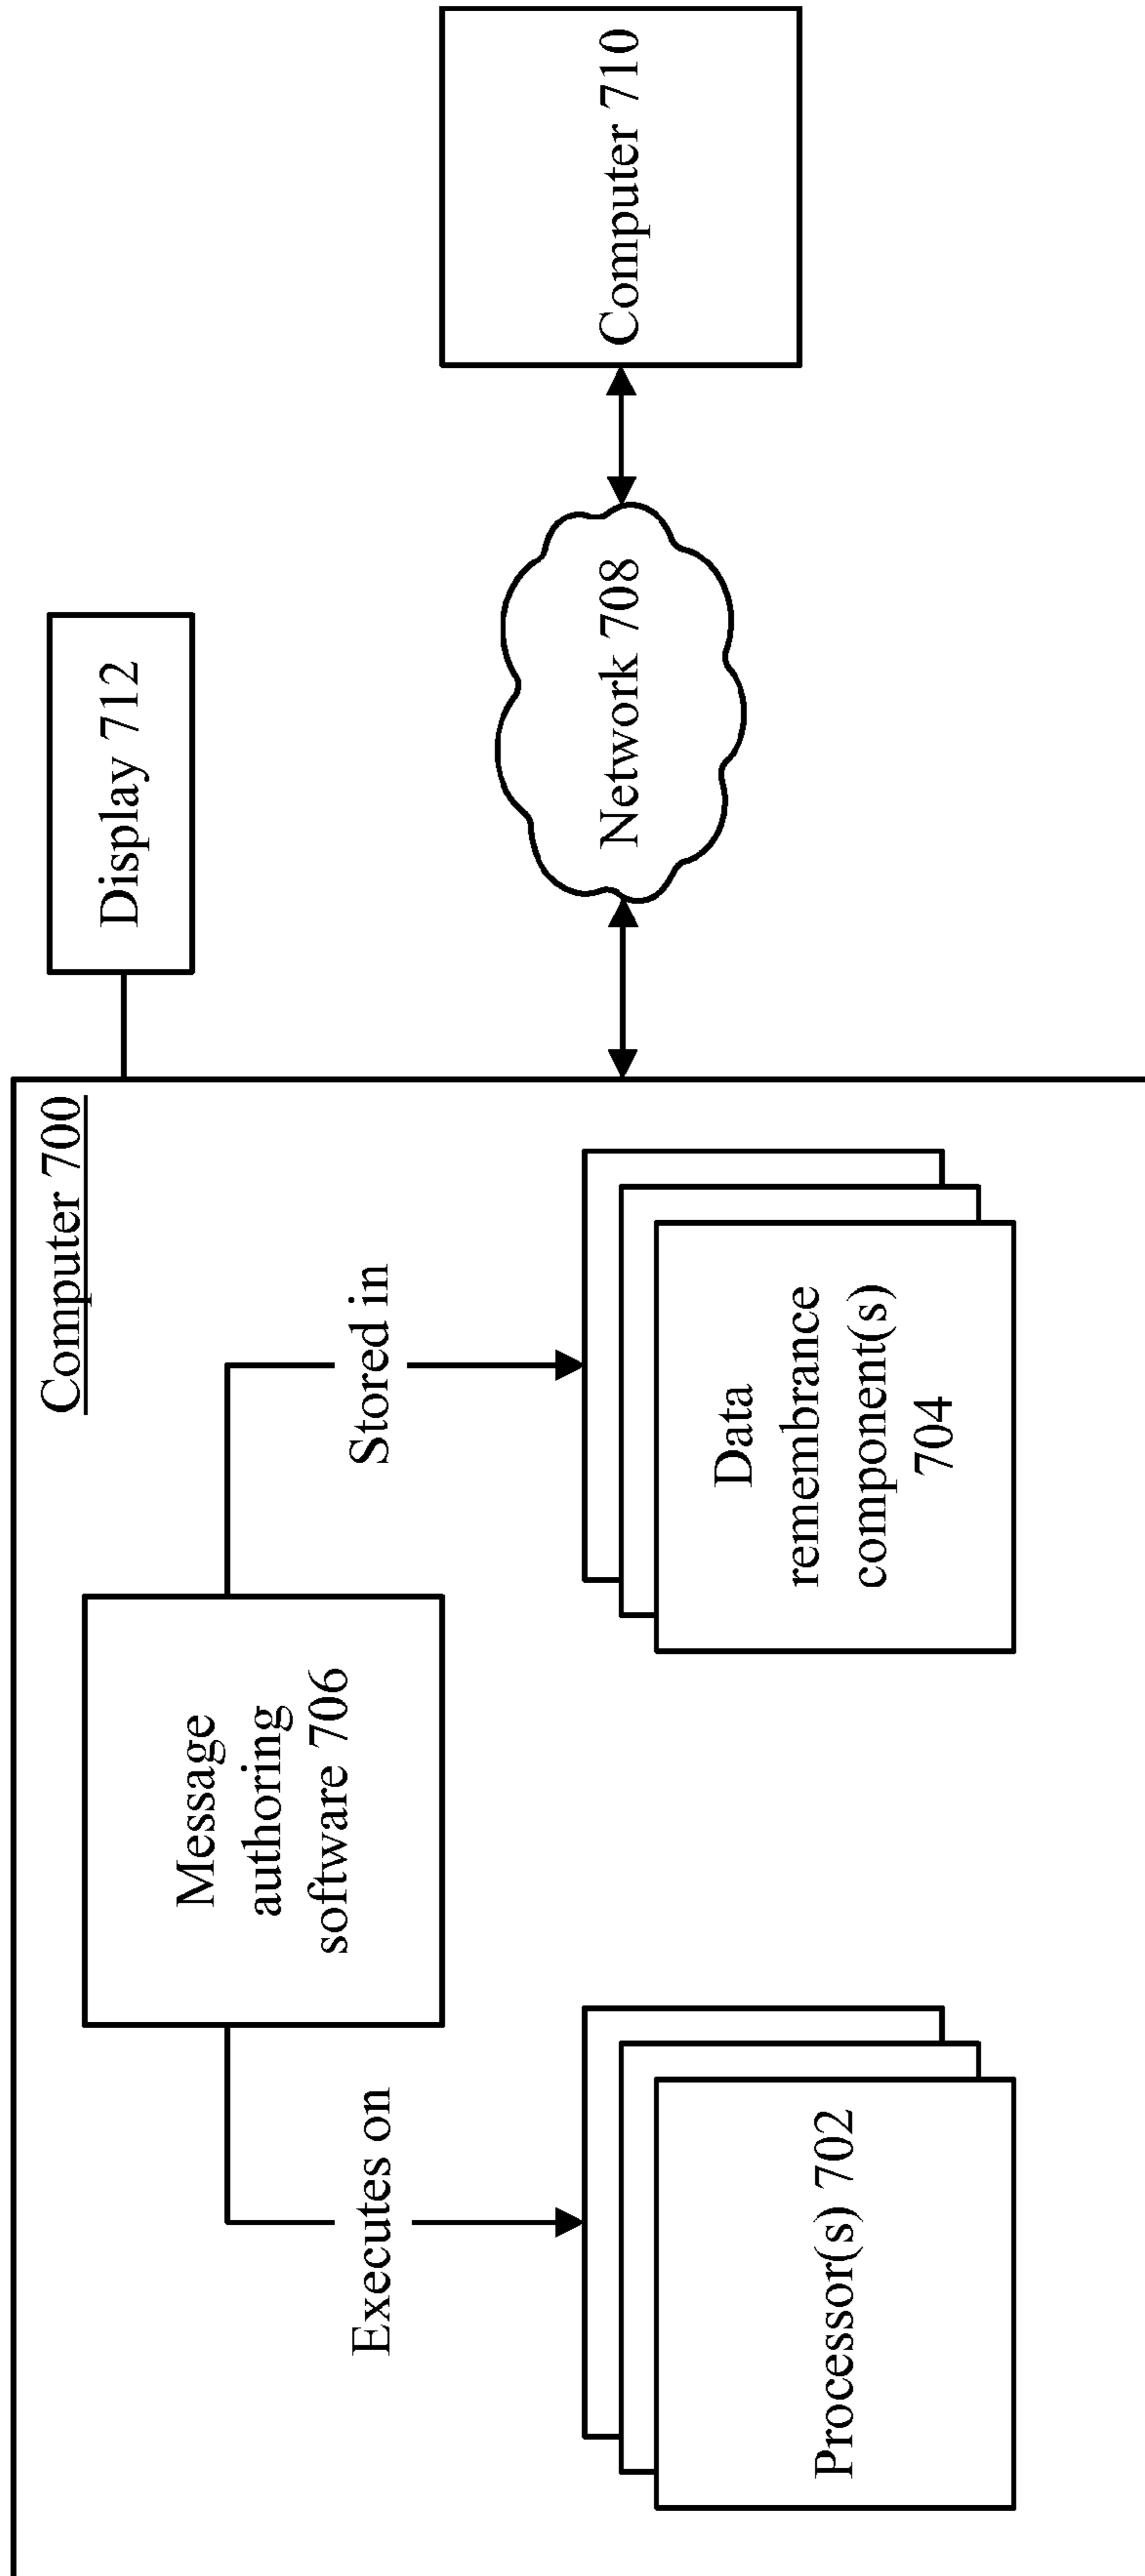 Computer 700
Message
authoring
software 706
Executes on
Stored in
Processor(s) 702
Data
remembrance
component(s)
704
Display 712
Network 708
Computer 710